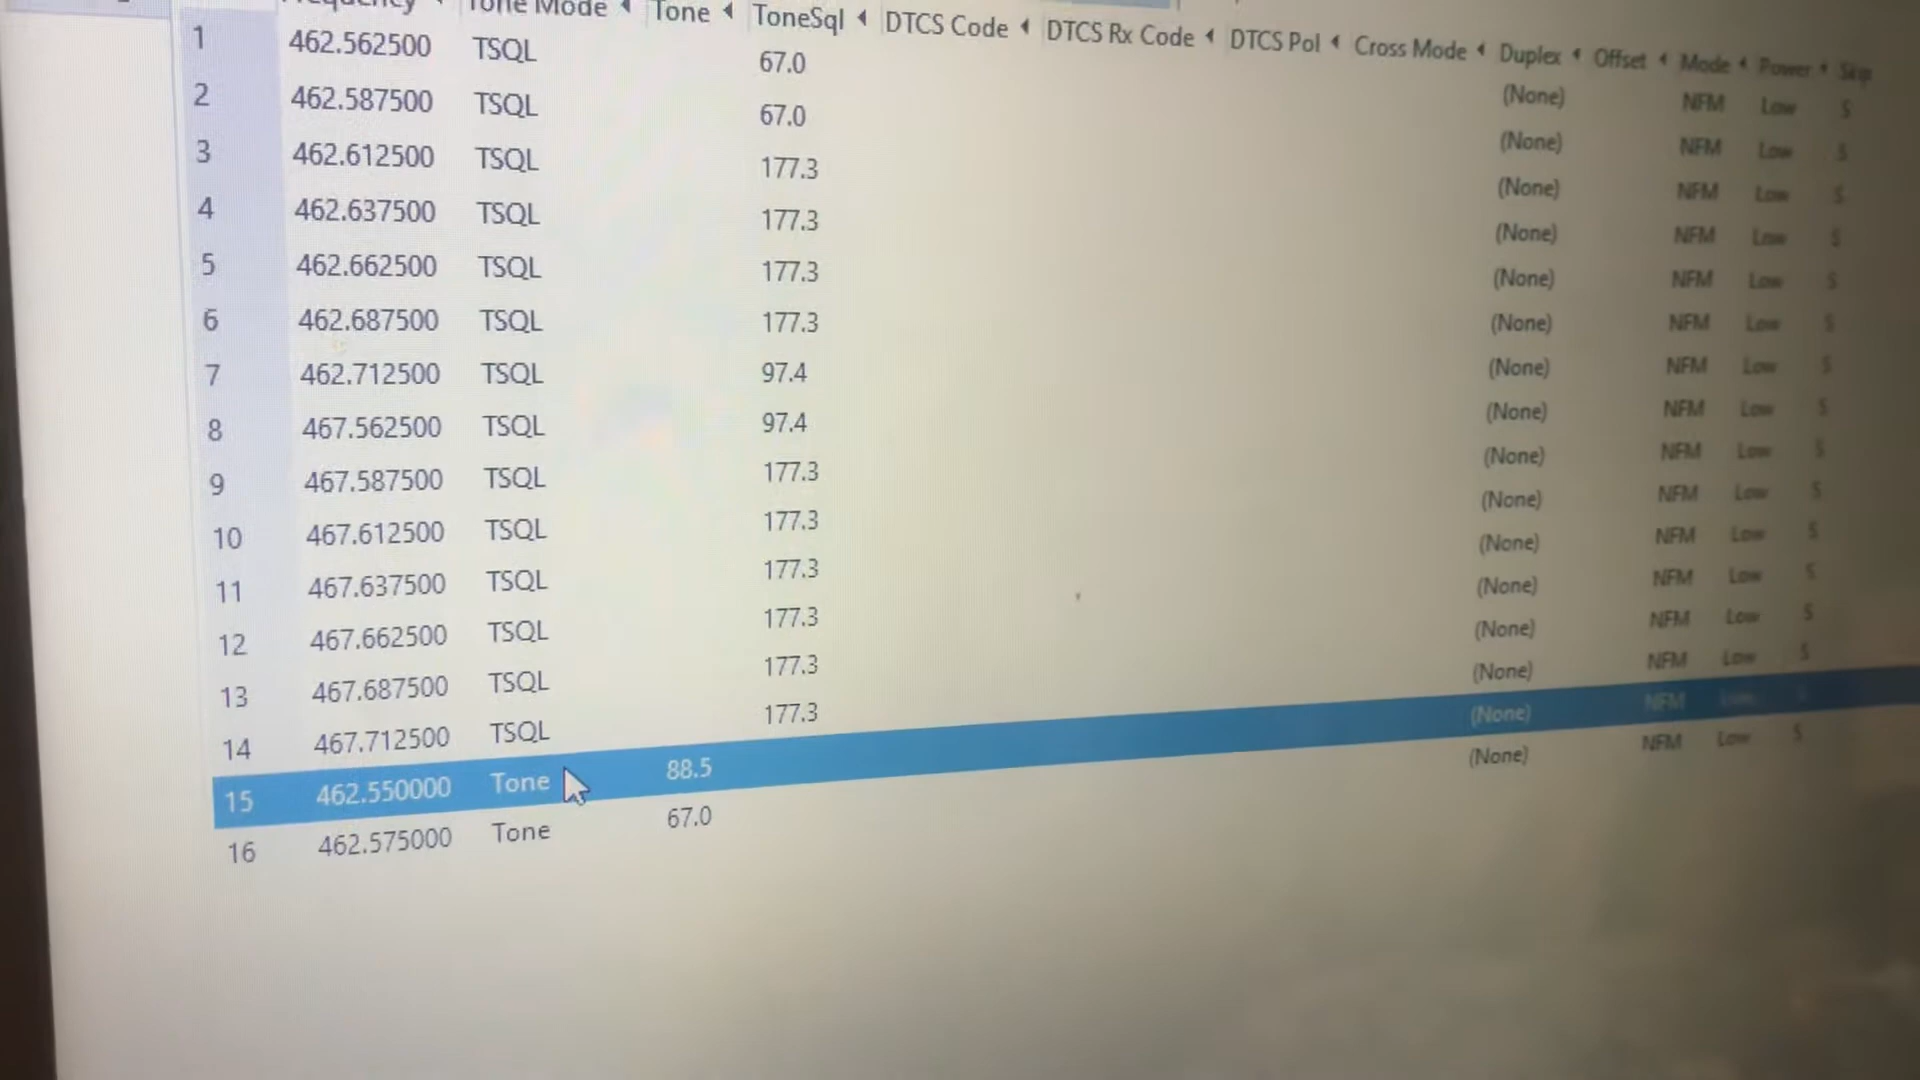 Frequency Tone Mode Tone ToneSql DTCS Code DTCS Rx Code DTCS Pol Cross Mode Duplex Offset Mode Power Skip
1 462.562500 TSQL 67.0 (None) NFM Low S
2 462.587500 TSQL 67.0 (None) NFM Low S
3 462.612500 TSQL 177.3 (None) NFM Low S
4 462.637500 TSQL 177.3 (None) NFM Low S
5 462.662500 TSQL 177.3 (None) NFM Low S
6 462.687500 TSQL 177.3 (None) NFM Low S
7 462.712500 TSQL 97.4 (None) NFM Low S
8 467.562500 TSQL 97.4 (None) NFM Low S
9 467.587500 TSQL 177.3 (None) NFM Low S
10 467.612500 TSQL 177.3 (None) NFM Low S
11 467.637500 TSQL 177.3 (None) NFM Low S
12 467.662500 TSQL 177.3 (None) NFM Low S
13 467.687500 TSQL 177.3 (None) NFM Low S
14 467.712500 TSQL 177.3 (None) NFM Low S
15 462.550000 Tone 88.5 (None) NFM
16 462.575000 Tone 67.0 (None) NFM Low S